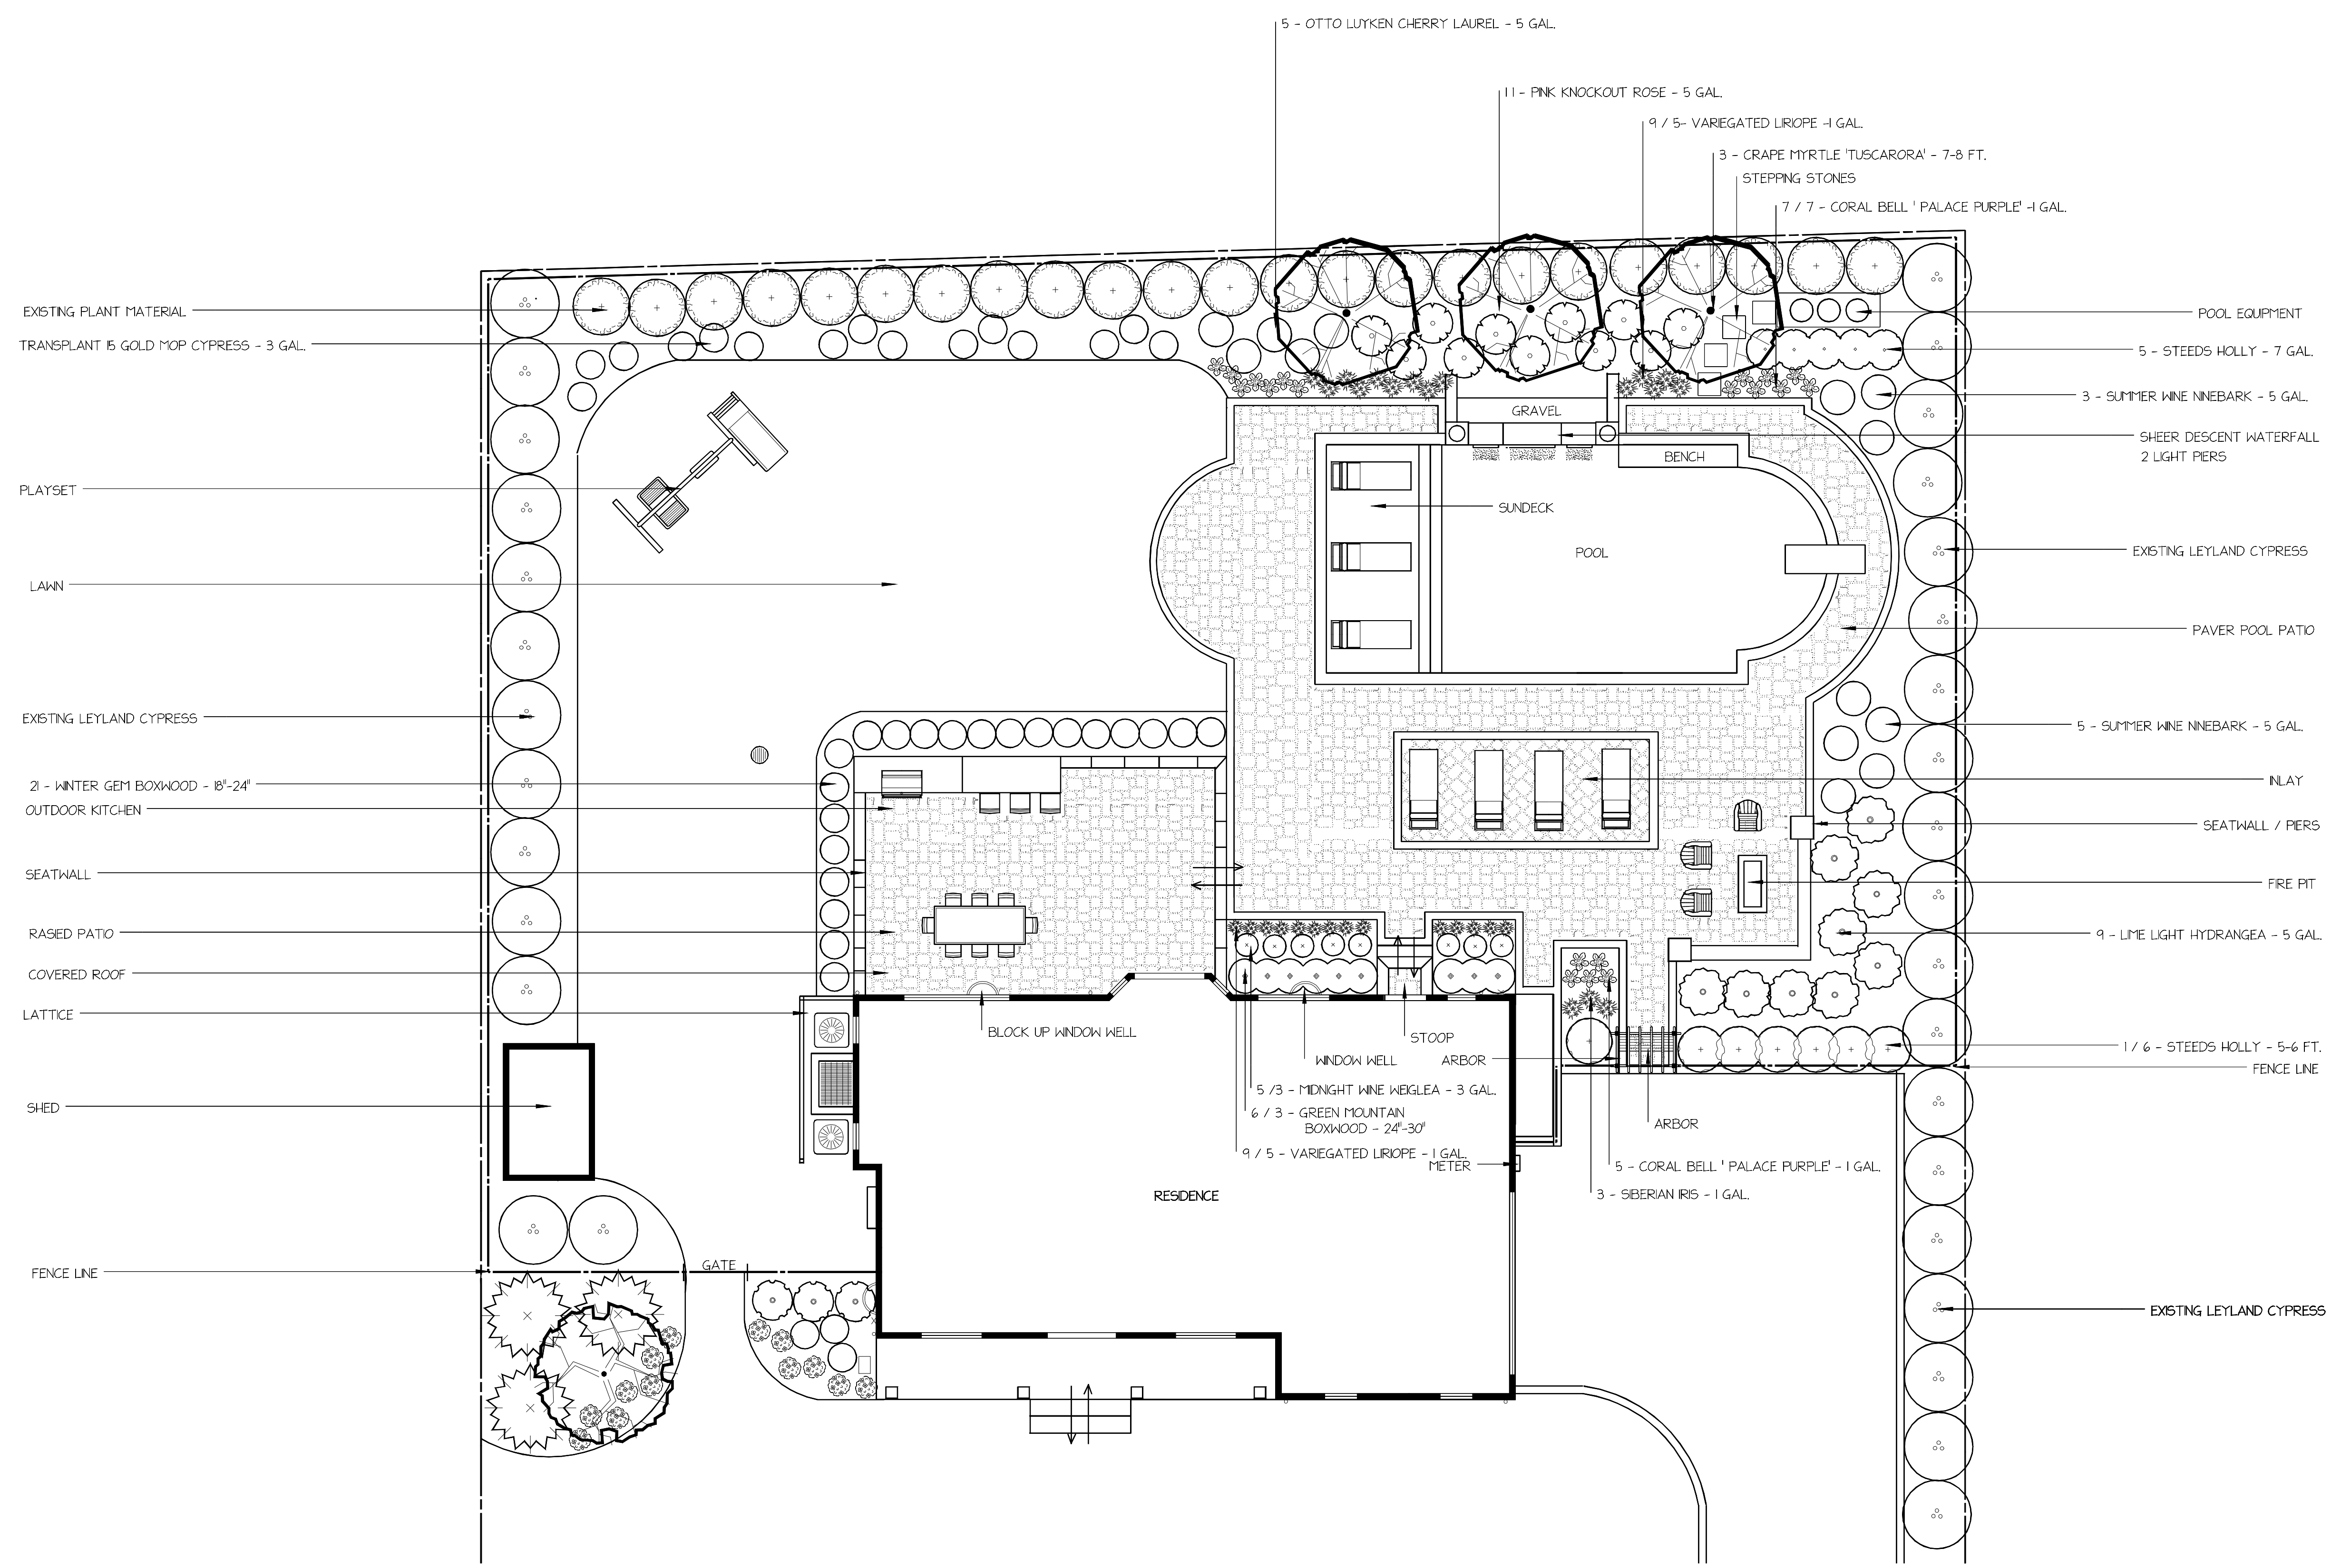 5 - OTTO LUYKEN CHERRY LAUREL - 5 GAL.
11 - PINK KNOCKOUT ROSE - 5 GAL.
9 / 5- VARIEGATED LIRIOPE -1 GAL.
3 - CRAPE MYRTLE 'TUSCARORA' - 7-8 FT.
STEPPING STONES
7 / 7 - CORAL BELL ' PALACE PURPLE' -1 GAL.
EXISTING PLANT MATERIAL
POOL EQUIPMENT
TRANSPLANT 15 GOLD MOP CYPRESS - 3 GAL.
5 - STEEDS HOLLY - 7 GAL.
3 - SUMMER WINE NINEBARK - 5 GAL.
GRAVEL
SHEER DESCENT WATERFALL
2 LIGHT PIERS
BENCH
PLAYSET
SUNDECK
POOL
EXISTING LEYLAND CYPRESS
LAWN
PAVER POOL PATIO
EXISTING LEYLAND CYPRESS
5 - SUMMER WINE NINEBARK - 5 GAL.
21 - WINTER GEM BOXWOOD - 18"-24"
INLAY
OUTDOOR KITCHEN
SEATWALL / PIERS
SEATWALL
FIRE PIT
RASIED PATIO
9 - LIME LIGHT HYDRANGEA - 5 GAL.
COVERED ROOF
LATTICE
BLOCK UP WINDOW WELL
STOOP
WINDOW WELL
ARBOR
1 / 6 - STEEDS HOLLY - 5-6 FT.
FENCE LINE
5 /3 - MIDNIGHT WINE WEIGLEA - 3 GAL.
6 / 3 - GREEN MOUNTAIN
BOXWOOD - 24"-30"
SHED
ARBOR
9 / 5 - VARIEGATED LIRIOPE - 1 GAL.
METER
5 - CORAL BELL ' PALACE PURPLE' - 1 GAL.
3 - SIBERIAN IRIS - 1 GAL.
RESIDENCE
GATE
FENCE LINE
EXISTING LEYLAND CYPRESS